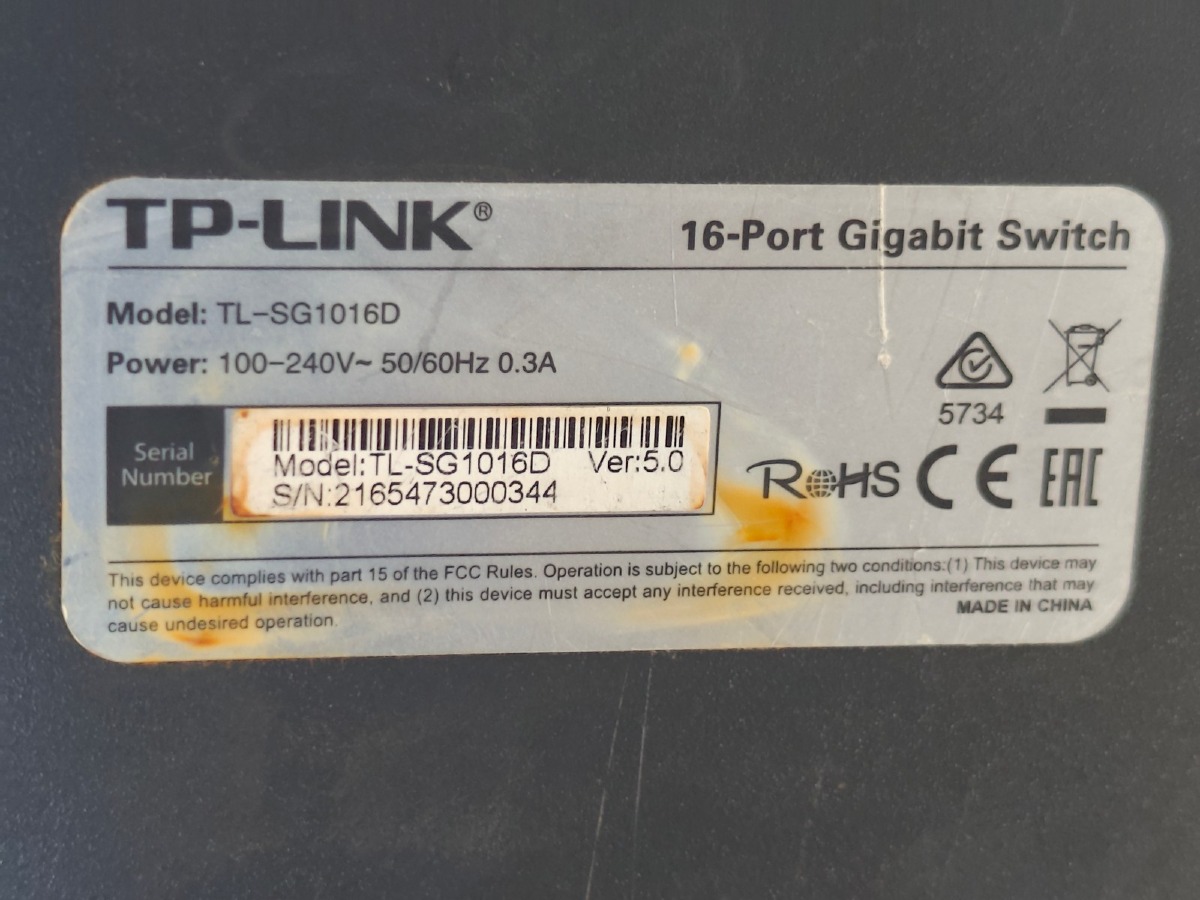 TP-LINK®
16-Port Gigabit Switch
Model: TL-SG1016D
Power: 100-240V~ 50/60Hz 0.3A
5734
Serial
Number
Model:TL-SG1016D Ver:5.0
S/N:2165473000344
RoHS CE EAC
This device complies with part 15 of the FCC Rules. Operation is subject to the following two conditions:(1) This device may
not cause harmful interference, and (2) this device must accept any interference received, including interference that may
cause undesired operation.
MADE IN CHINA